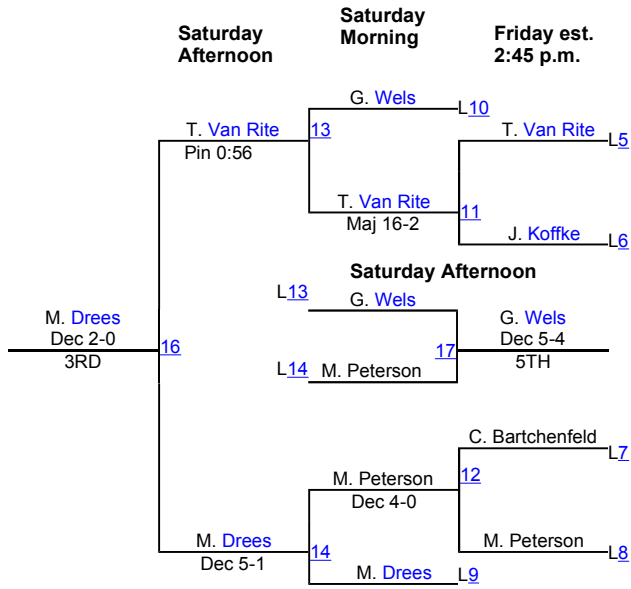 Saturday Afternoon
Saturday Morning
Friday est. 2:45 p.m.
G. Wels
L10
T. Van Rite
13
T. Van Rite
L5
Pin 0:56
T. Van Rite
11
Maj 16-2
J. Koffke
L6
Saturday Afternoon
L13
G. Wels
M. Drees
G. Wels
Dec 2-0
16
17
Dec 5-4
3RD
L14
M. Peterson
5TH
C. Bartchenfeld
L7
M. Peterson
12
Dec 4-0
M. Drees
14
M. Peterson
L8
Dec 5-1
M. Drees
L9